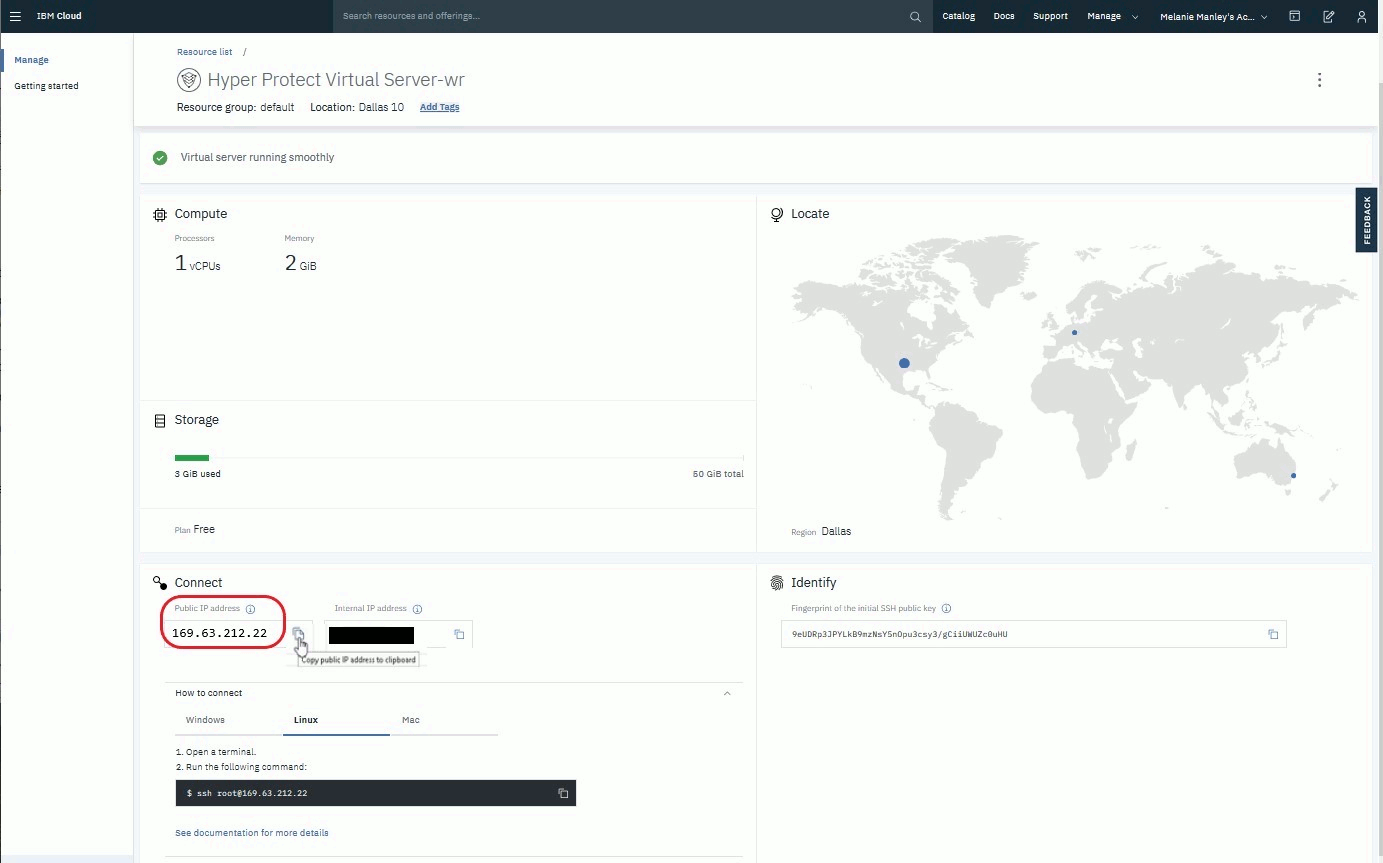 IBM Cloud
Search resources and offerings...
Catalog
Docs
Support
Manage
Melanie Manley's Ac...
Manage
Getting started
Resource list /
Hyper Protect Virtual Server-wr
Resource group: default Location: Dallas 10 Add Tags
Virtual server running smoothly
FEEDBACK
Compute
Processors
1 vCPUs
Memory
2 GiB
Storage
3 GiB used
50 GiB total
Plan Free
Locate
Region Dallas
Connect
Public IP address
169.63.212.22
Internal IP address
Copy public IP address to clipboard
How to connect
Windows
Linux
Mac
1. Open a terminal.
2. Run the following command:
$ ssh root@169.63.212.22
See documentation for more details
Identify
Fingerprint of the initial SSH public key
9eUDRp3JPYLkB9mzNsY5nOpu3csy3/gCiiUWUZc0uHU